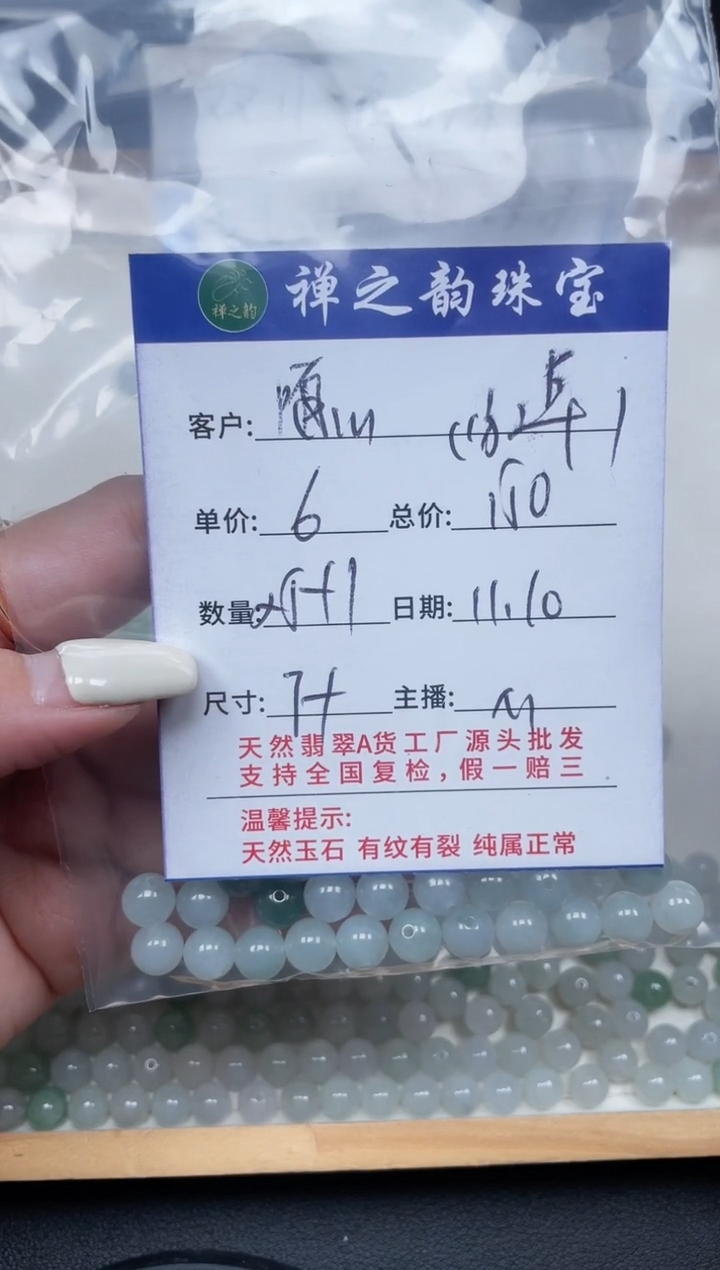 禅之韵 禅之韵珠宝
客户:
单价: 6 总价:
数量: 日期: 11.10
尺寸: 7+ 主播: M
天然翡翠A货工厂源头批发
支持全国复检,假一赔三
温馨提示:
天然玉石 有纹有裂 纯属正常